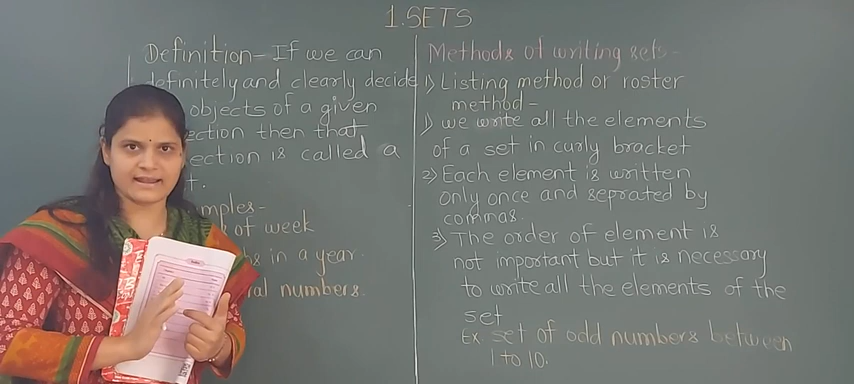 1. SETS
Definition - If we can
definitely and clearly decide
objects of a given
ection then that
ection is called a
t.
mples-
of week
s in a year.
al numbers.
Methods of writing sets-
1) Listing method or roster
method -
1) we write all the elements
of a set in curly bracket
2) Each element is written
only once and seprated by
commas.
3) The order of element is
not important but it is necessary
to write all the elements of the
set
Ex. set of odd numbers between
1 to 10.